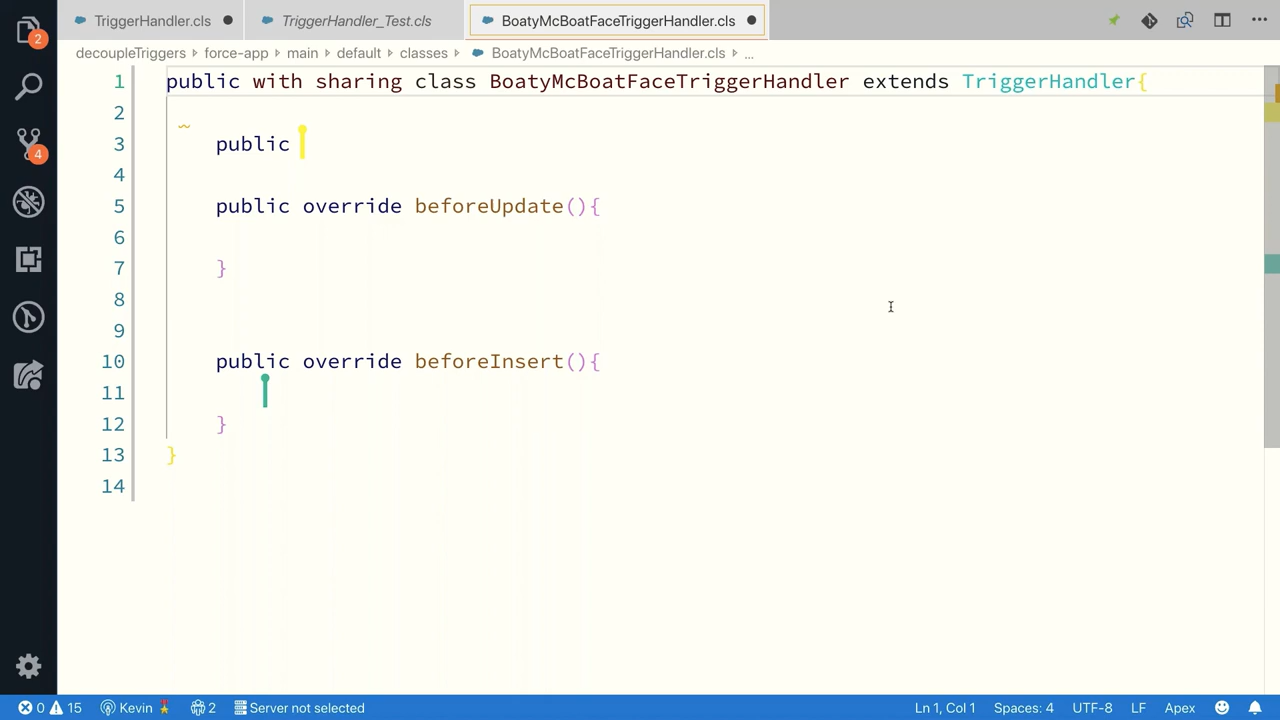 TriggerHandler.cls
TriggerHandler_Test.cls
BoatyMcBoatFaceTriggerHandler.cls
decoupleTriggers › force-app › main › default › classes › BoatyMcBoatFaceTriggerHandler.cls › ...
1 public with sharing class BoatyMcBoatFaceTriggerHandler extends TriggerHandler{
2
3 public
4
5 public override beforeUpdate(){
6
7 }
8
9
10 public override beforeInsert(){
11
12 }
13 }
14
2
4
0 15 Kevin 2 Server not selected Ln 1, Col 1 Spaces: 4 UTF-8 LF Apex